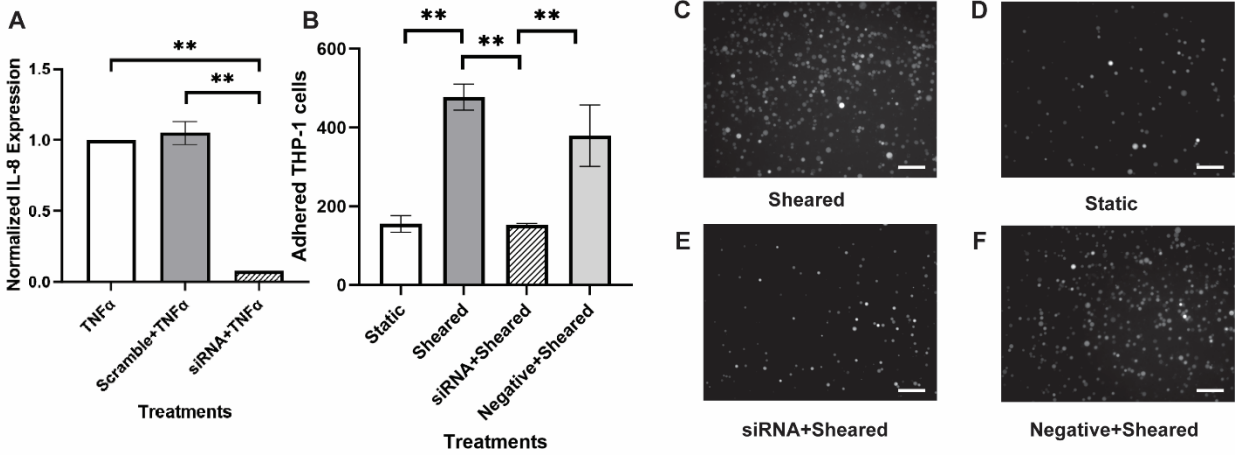 A
Normalized IL-8 Expression
1.5
1.0
0.5
0.0
**
**
TNFα
Scramble+TNFα
siRNA+TNFα
Treatments
B
Adhered THP-1 cells
600
400
200
0
**
**
**
Static
Sheared
siRNA+Sheared
Negative+Sheared
Treatments
C
Sheared
D
Static
E
siRNA+Sheared
F
Negative+Sheared